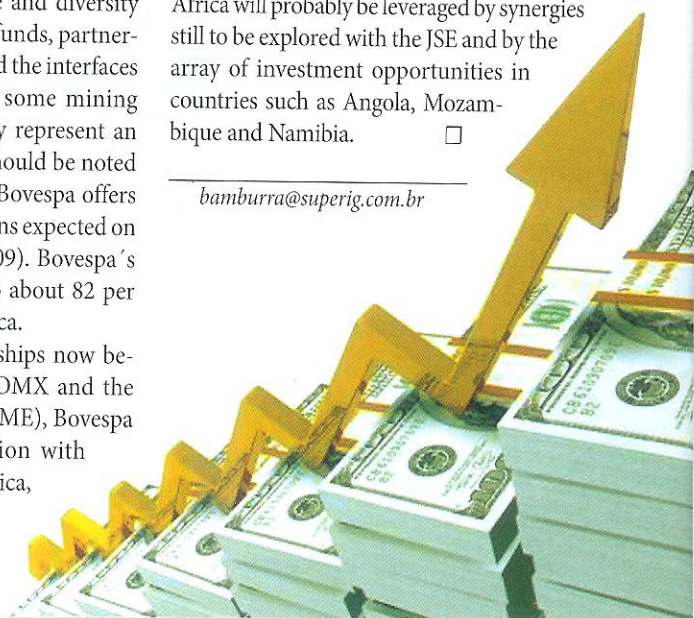 e and diversity
funds, partner-
d the interfaces
some mining
y represent an
hould be noted
Bovespa offers
ns expected on
09). Bovespa´s
about 82 per
ca.
ships now be-
OMX and the
ME), Bovespa
ion with
ica,
Africa will probably be leveraged by synergies
still to be explored with the JSE and by the
array of investment opportunities in
countries such as Angola, Mozam-
bique and Namibia. □
bamburra@superig.com.br